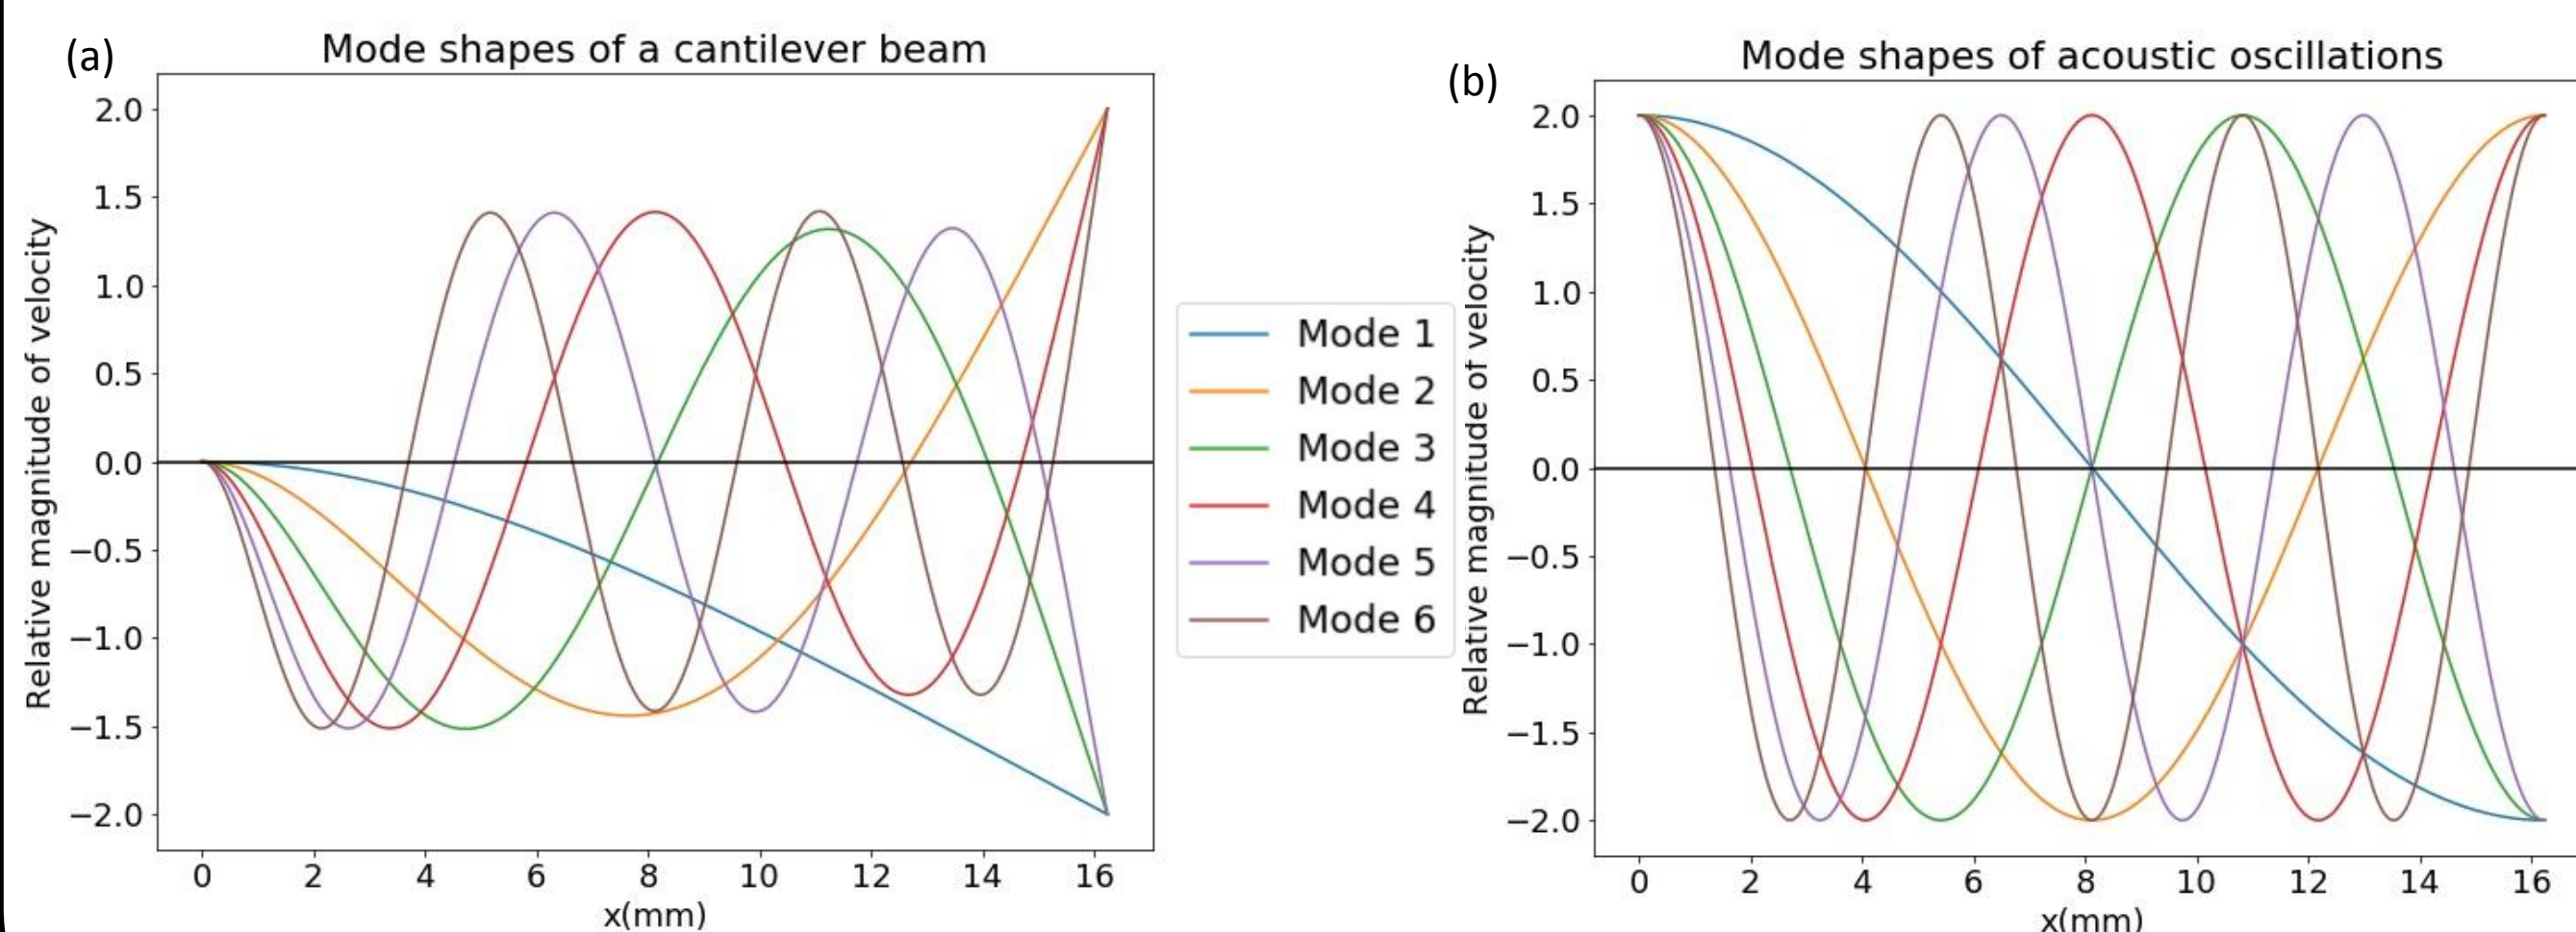 (a)
Mode shapes of a cantilever beam
Relative magnitude of velocity
2.0
1.5
1.0
0.5
0.0
−0.5
−1.0
−1.5
−2.0
0 2 4 6 8 10 12 14 16
x(mm)
Mode 1
Mode 2
Mode 3
Mode 4
Mode 5
Mode 6
(b)
Mode shapes of acoustic oscillations
Relative magnitude of velocity
2.0
1.5
1.0
0.5
0.0
−0.5
−1.0
−1.5
−2.0
0 2 4 6 8 10 12 14 16
x(mm)